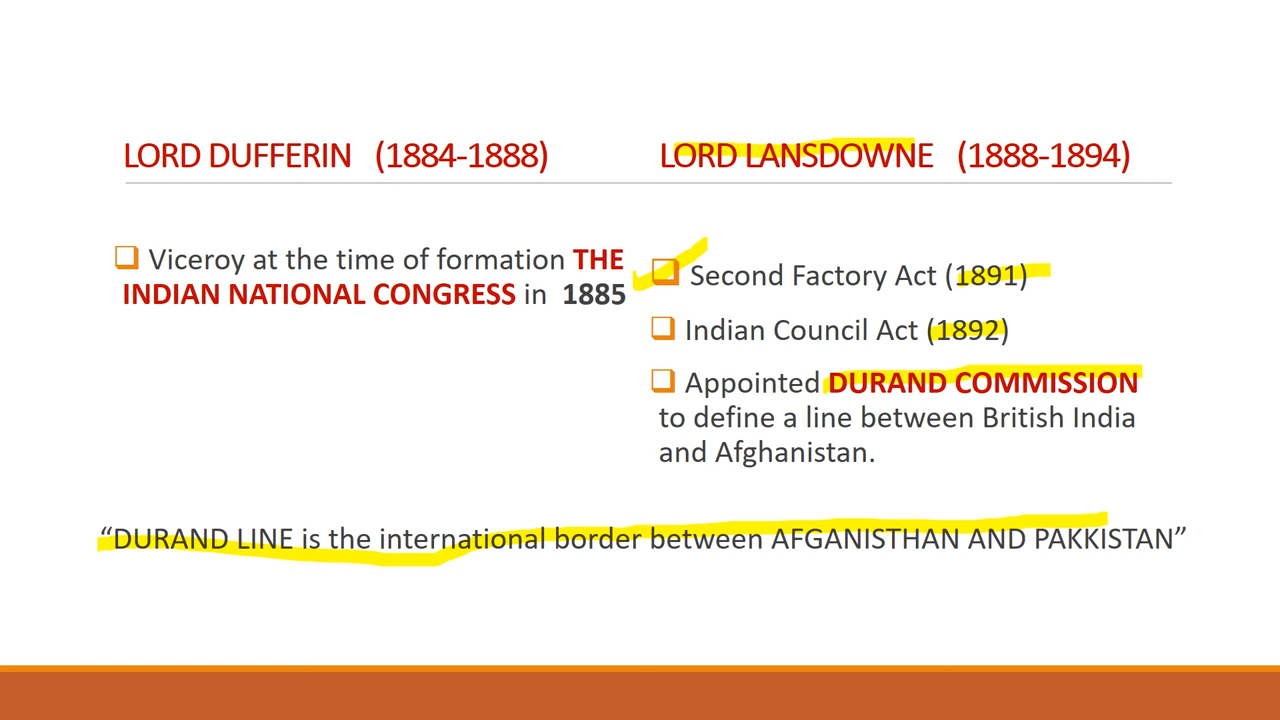 LORD DUFFERIN (1884-1888)
Viceroy at the time of formation THE
INDIAN NATIONAL CONGRESS in 1885
LORD LANSDOWNE (1888-1894)
Second Factory Act (1891)
Indian Council Act (1892)
Appointed DURAND COMMISSION
to define a line between British India
and Afghanistan.
“DURAND LINE is the international border between AFGANISTHAN AND PAKKISTAN”